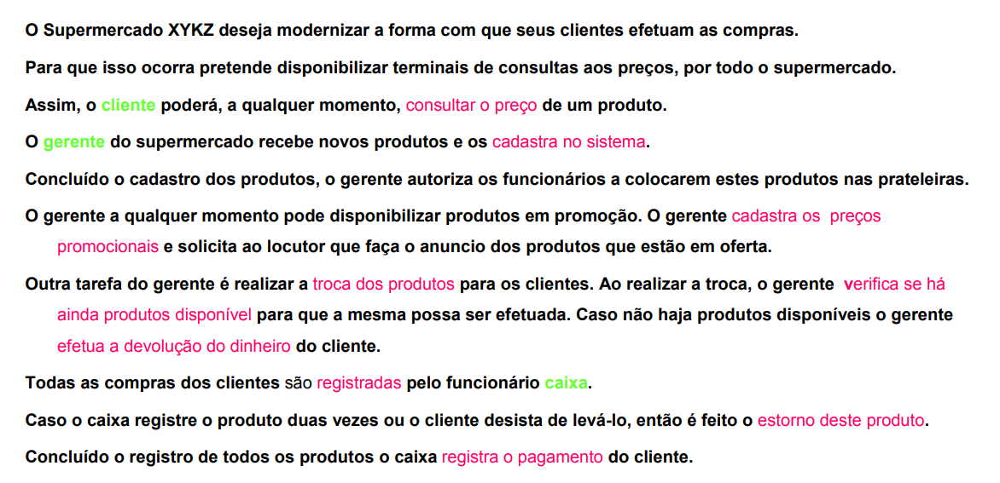 O Supermercado XYKZ deseja modernizar a forma com que seus clientes efetuam as compras.
Para que isso ocorra pretende disponibilizar terminais de consultas aos preços, por todo o supermercado.
Assim, o cliente poderá, a qualquer momento, consultar o preço de um produto.
O gerente do supermercado recebe novos produtos e os cadastra no sistema.
Concluído o cadastro dos produtos, o gerente autoriza os funcionários a colocarem estes produtos nas prateleiras.
O gerente a qualquer momento pode disponibilizar produtos em promoção. O gerente cadastra os  preços
promocionais e solicita ao locutor que faça o anuncio dos produtos que estão em oferta.
Outra tarefa do gerente é realizar a troca dos produtos para os clientes. Ao realizar a troca, o gerente  verifica se há
ainda produtos disponível para que a mesma possa ser efetuada. Caso não haja produtos disponíveis o gerente
efetua a devolução do dinheiro do cliente.
Todas as compras dos clientes são registradas pelo funcionário caixa.
Caso o caixa registre o produto duas vezes ou o cliente desista de levá-lo, então é feito o estorno deste produto.
Concluído o registro de todos os produtos o caixa registra o pagamento do cliente.